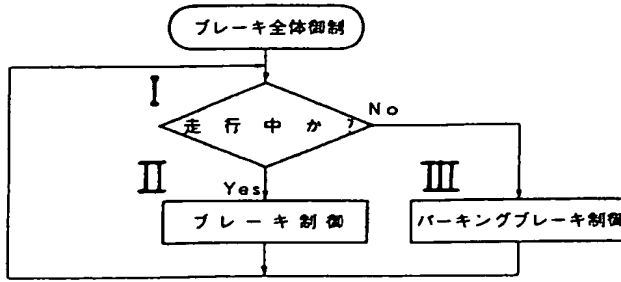 ブレーキ全体御制
I
走行中か?
No
II
Yes
III
ブレーキ制御
パーキングブレーキ制御